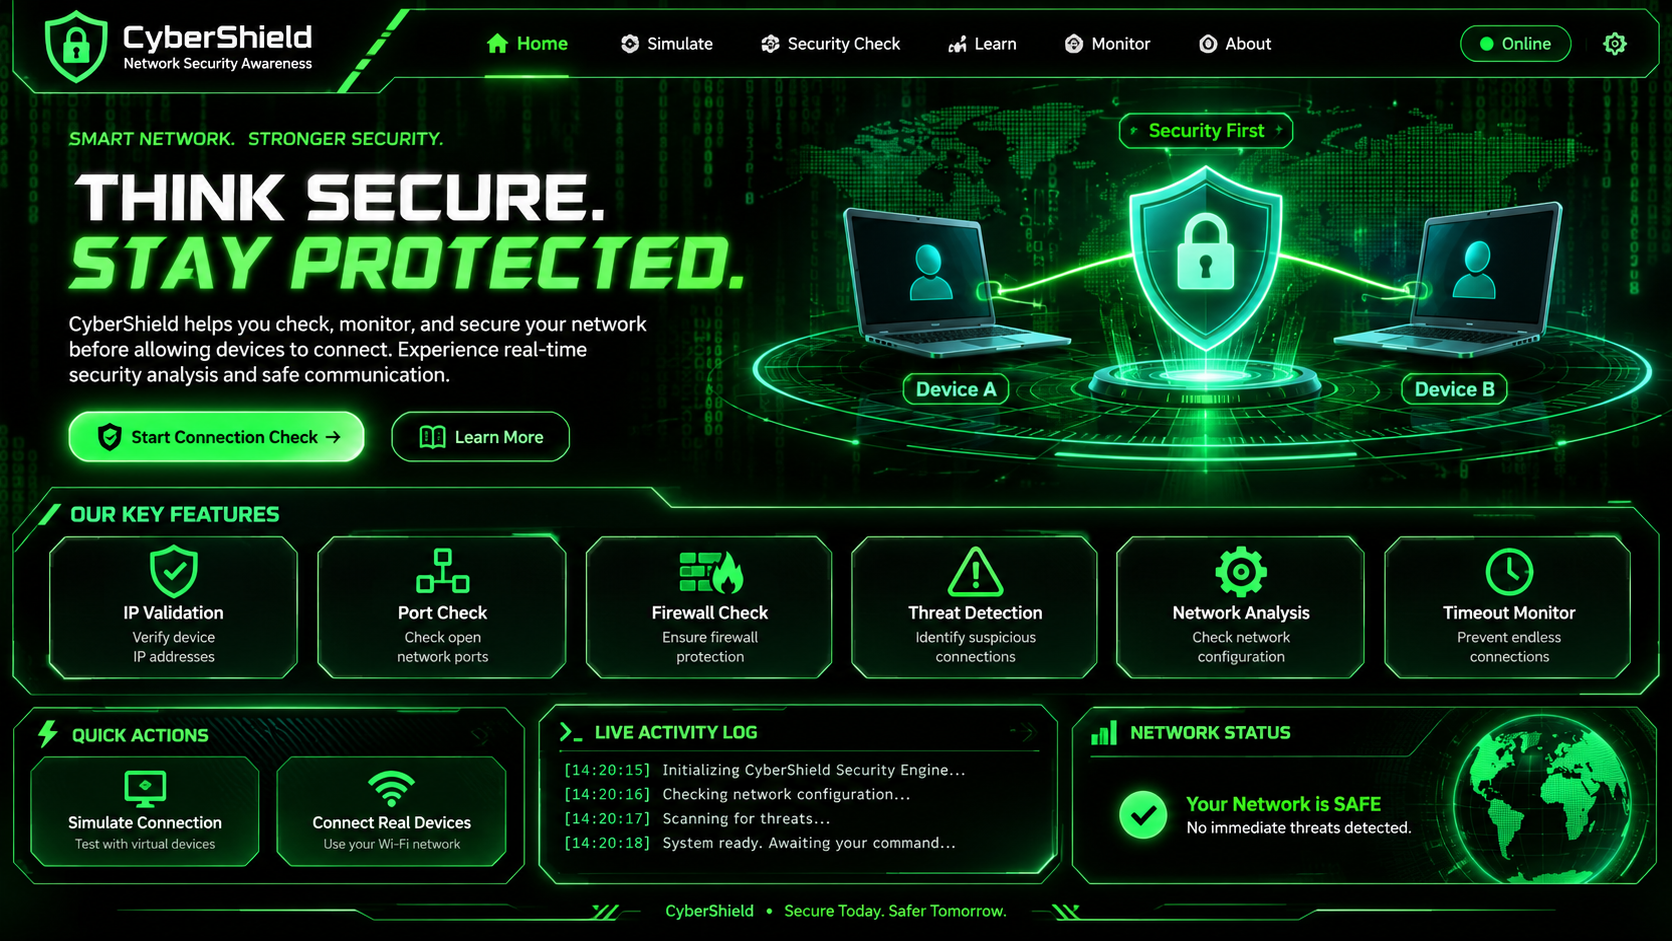 CyberShield
Network Security Awareness
Home
Simulate
Security Check
Learn
Monitor
About
Online
SMART NETWORK. STRONGER SECURITY.
THINK SECURE.
STAY PROTECTED.
CyberShield helps you check, monitor, and secure your network
before allowing devices to connect. Experience real-time
security analysis and safe communication.
Start Connection Check →
Learn More
Security First
Device A
Device B
OUR KEY FEATURES
IP Validation
Verify device
IP addresses
Port Check
Check open
network ports
Firewall Check
Ensure firewall
protection
Threat Detection
Identify suspicious
connections
Network Analysis
Check network
configuration
Timeout Monitor
Prevent endless
connections
QUICK ACTIONS
Simulate Connection
Test with virtual devices
Connect Real Devices
Use your Wi-Fi network
LIVE ACTIVITY LOG
[14:20:15] Initializing CyberShield Security Engine...
[14:20:16] Checking network configuration...
[14:20:17] Scanning for threats...
[14:20:18] System ready. Awaiting your command...
NETWORK STATUS
Your Network is SAFE
No immediate threats detected.
CyberShield • Secure Today. Safer Tomorrow.